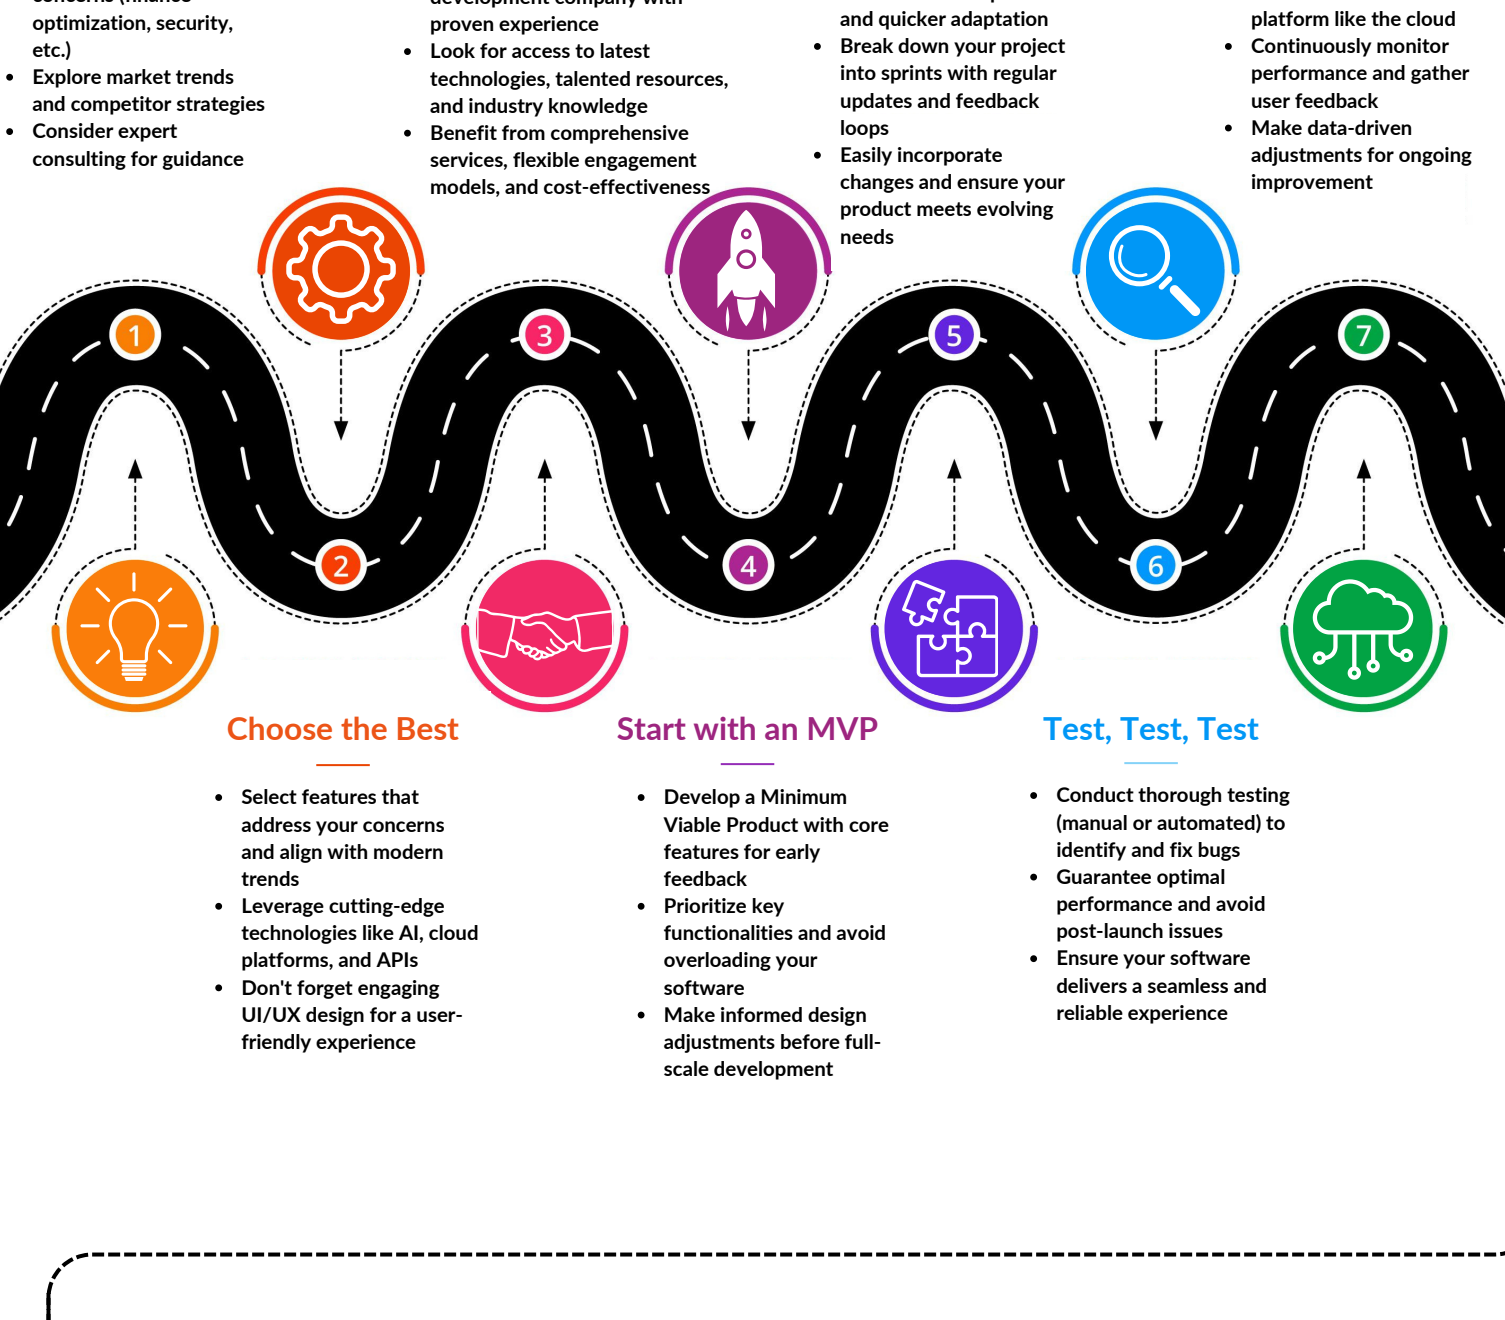 optimization, security,
etc.)
• Explore market trends
and competitor strategies
• Consider expert
consulting for guidance
development company with
proven experience
• Look for access to latest
technologies, talented resources,
and industry knowledge
• Benefit from comprehensive
services, flexible engagement
models, and cost-effectiveness
and quicker adaptation
• Break down your project
into sprints with regular
updates and feedback
loops
• Easily incorporate
changes and ensure your
product meets evolving
needs
platform like the cloud
• Continuously monitor
performance and gather
user feedback
• Make data-driven
adjustments for ongoing
improvement
1
2
3
4
5
6
7
Choose the Best
• Select features that
address your concerns
and align with modern
trends
• Leverage cutting-edge
technologies like AI, cloud
platforms, and APIs
• Don't forget engaging
UI/UX design for a user-
friendly experience
Start with an MVP
• Develop a Minimum
Viable Product with core
features for early
feedback
• Prioritize key
functionalities and avoid
overloading your
software
• Make informed design
adjustments before full-
scale development
Test, Test, Test
• Conduct thorough testing
(manual or automated) to
identify and fix bugs
• Guarantee optimal
performance and avoid
post-launch issues
• Ensure your software
delivers a seamless and
reliable experience